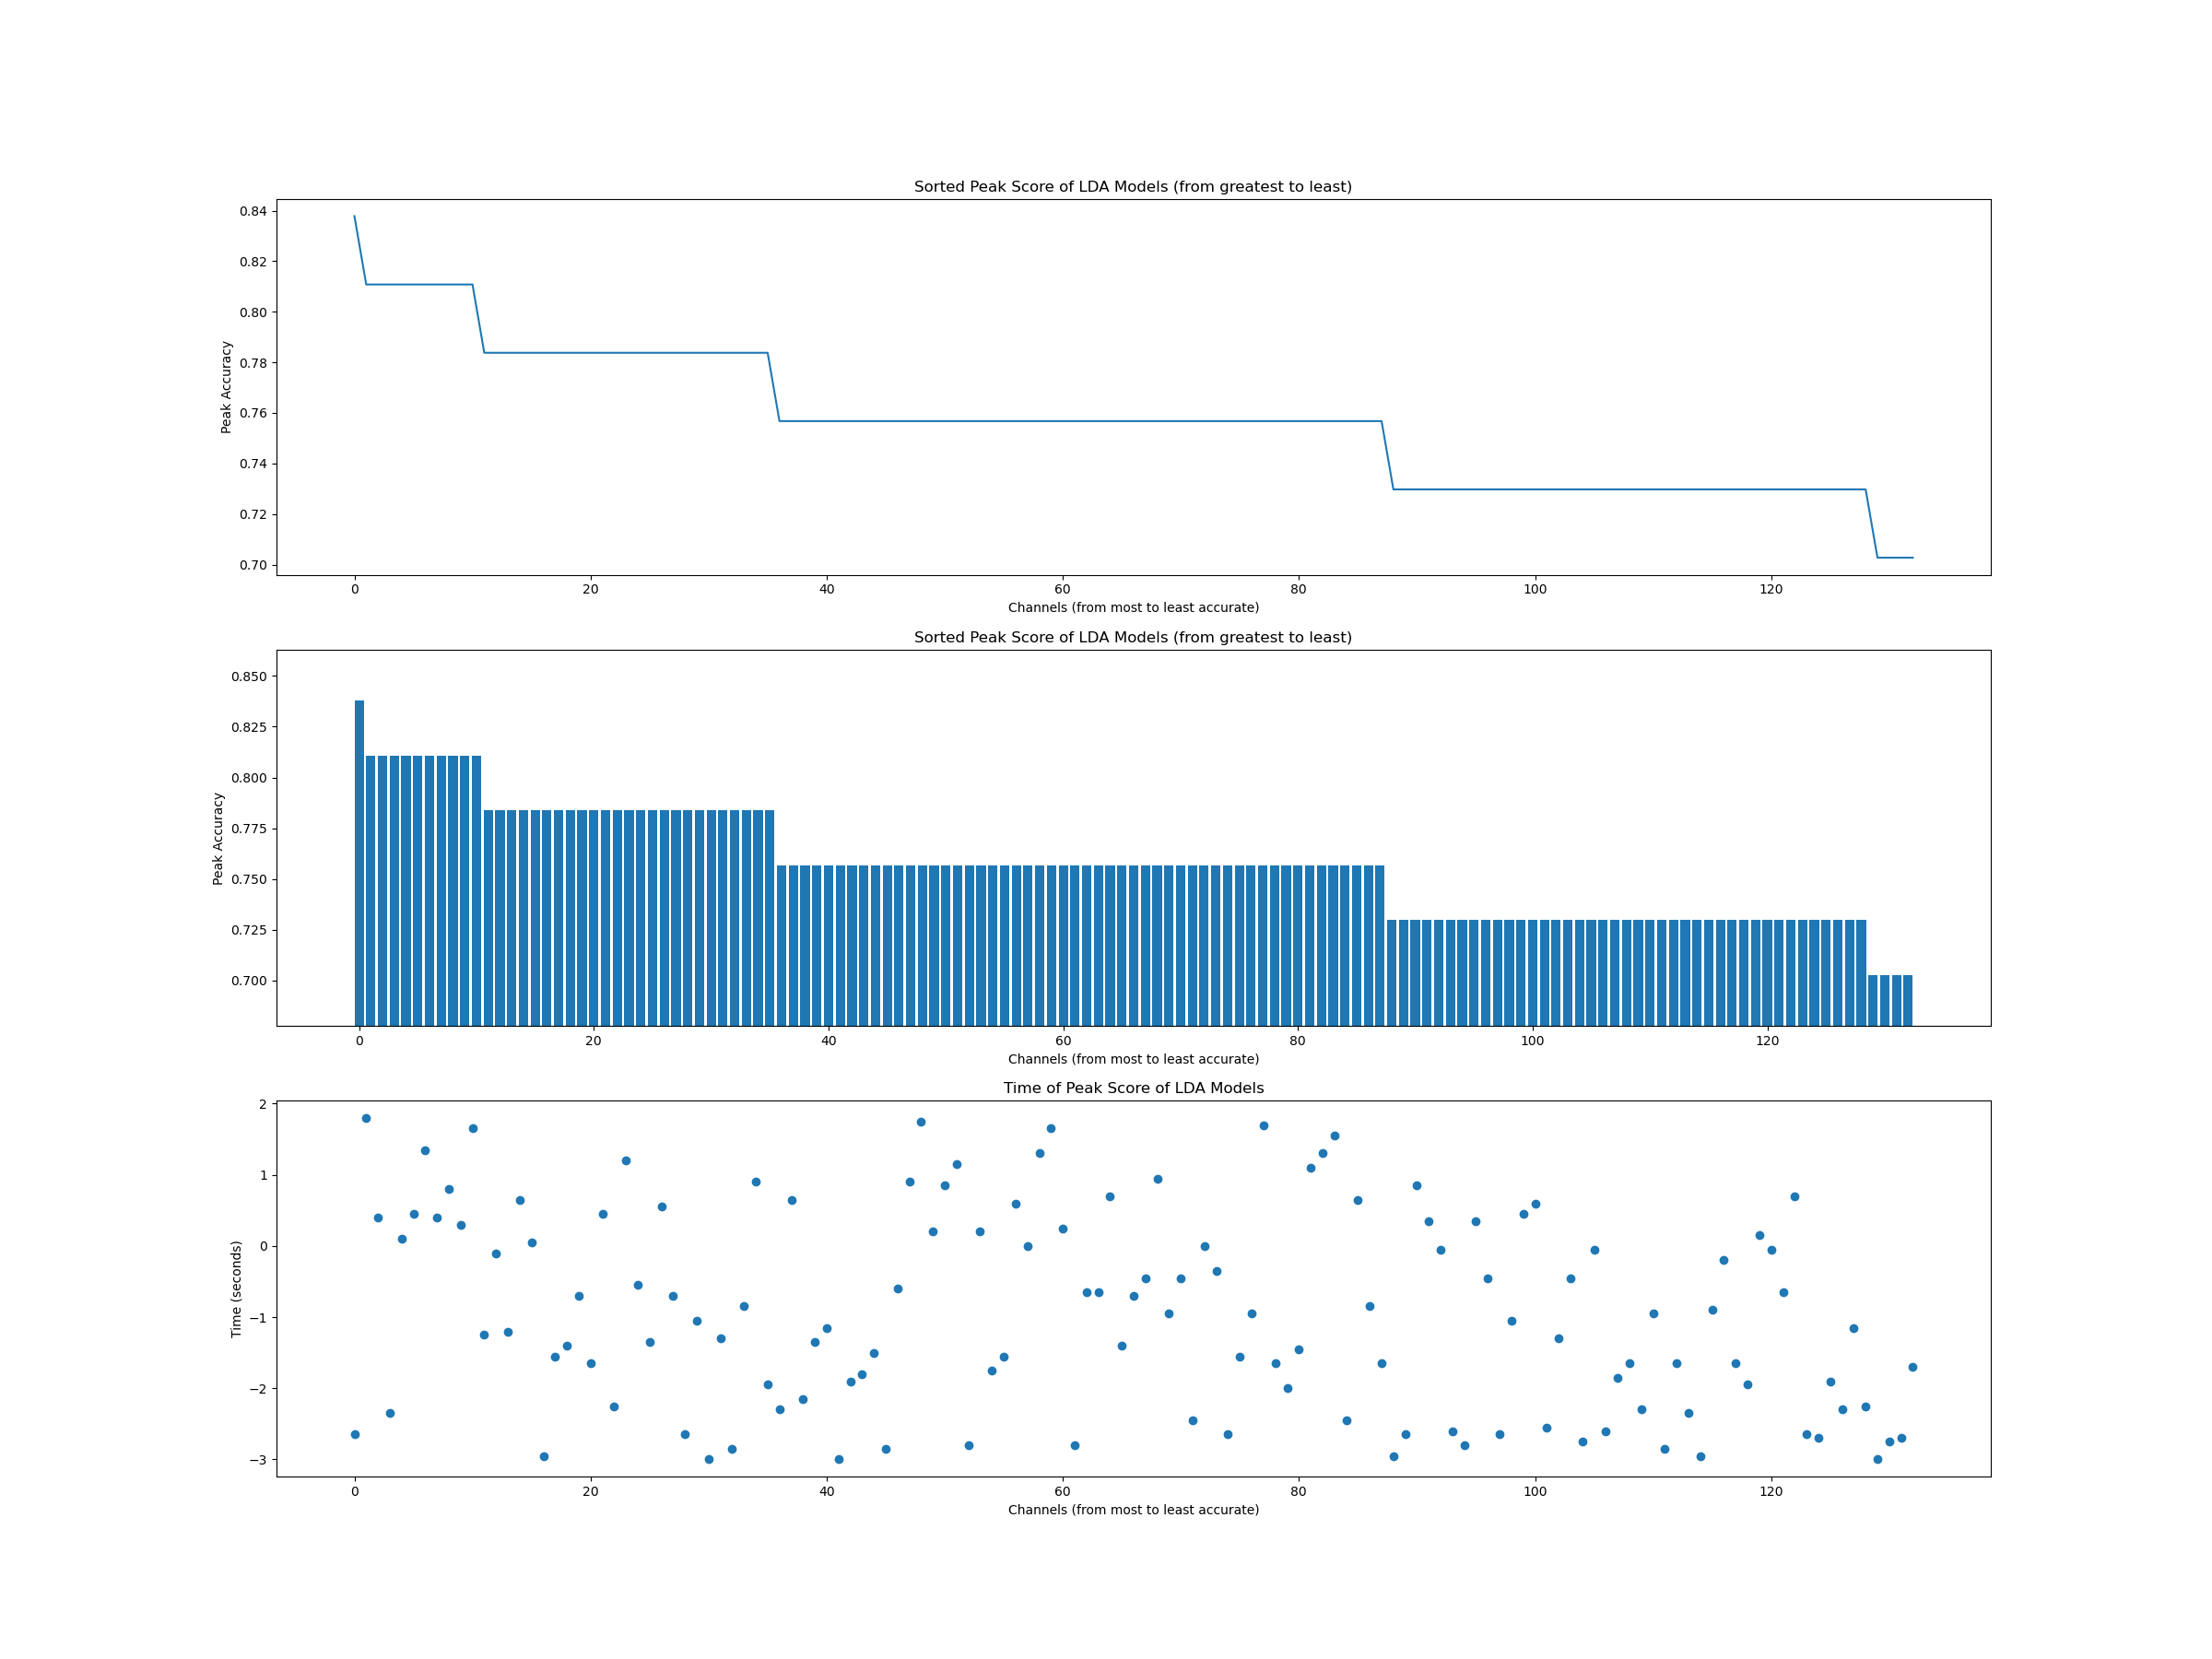 Sorted Peak Score of LDA Models (from greatest to least)
0.84
0.82
0.80
0.78
0.76
0.74
0.72
0.70
Peak Accuracy
0 20 40 60 80 100 120
Channels (from most to least accurate)
Sorted Peak Score of LDA Models (from greatest to least)
0.850
0.825
0.800
0.775
0.750
0.725
0.700
Peak Accuracy
0 20 40 60 80 100 120
Channels (from most to least accurate)
Time of Peak Score of LDA Models
2
1
0
−1
−2
−3
Time (seconds)
0 20 40 60 80 100 120
Channels (from most to least accurate)